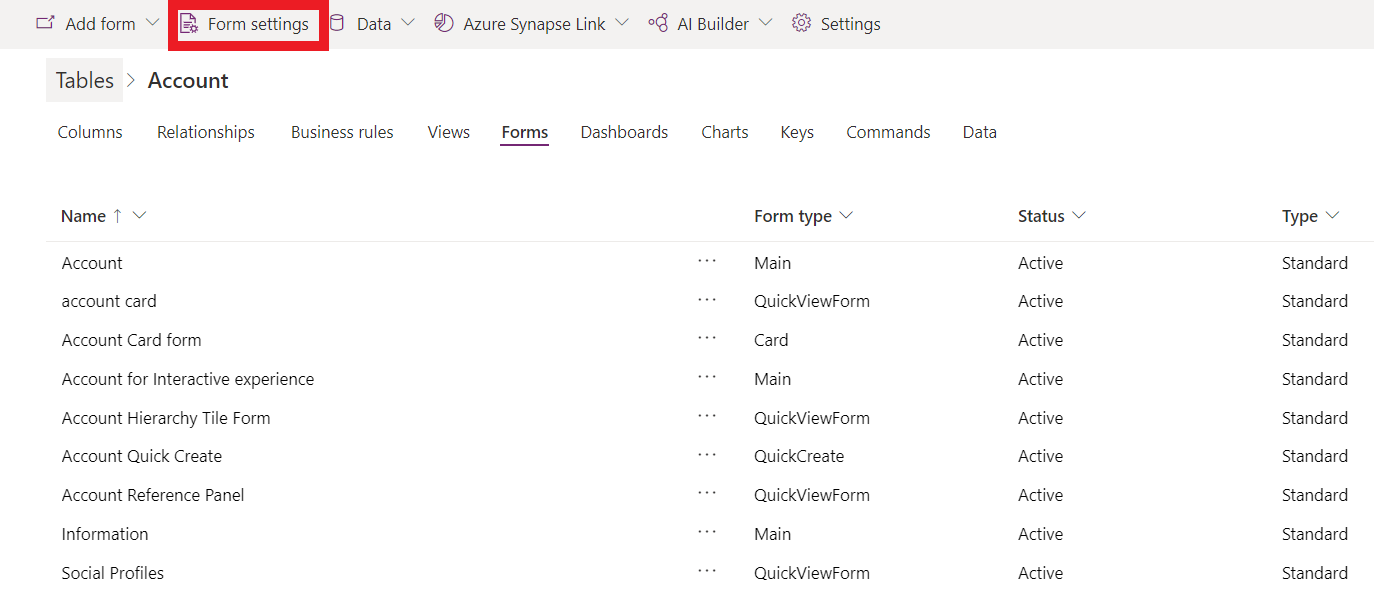 Add form Form settings Data Azure Synapse Link AI Builder Settings
Tables > Account
Columns Relationships Business rules Views Forms Dashboards Charts Keys Commands Data
Name ↑ Form type Status Type
Account ... Main Active Standard
account card ... QuickViewForm Active Standard
Account Card form ... Card Active Standard
Account for Interactive experience ... Main Active Standard
Account Hierarchy Tile Form ... QuickViewForm Active Standard
Account Quick Create ... QuickCreate Active Standard
Account Reference Panel ... QuickViewForm Active Standard
Information ... Main Active Standard
Social Profiles ... QuickViewForm Active Standard